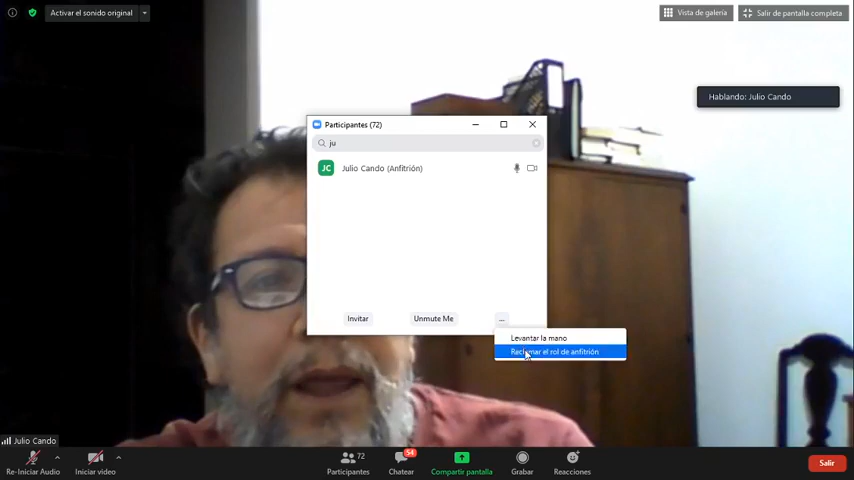 Activar el sonido original
Vista de galería
Salir de pantalla completa
Hablando: Julio Cando
Participantes (72)
ju
JC
Julio Cando (Anfitrión)
Invitar
Unmute Me
...
Levantar la mano
Reclamar el rol de anfitrión
Julio Cando
Re-Iniciar Audio
Iniciar video
72
Participantes
54
Chatear
Compartir pantalla
Grabar
Reacciones
Salir